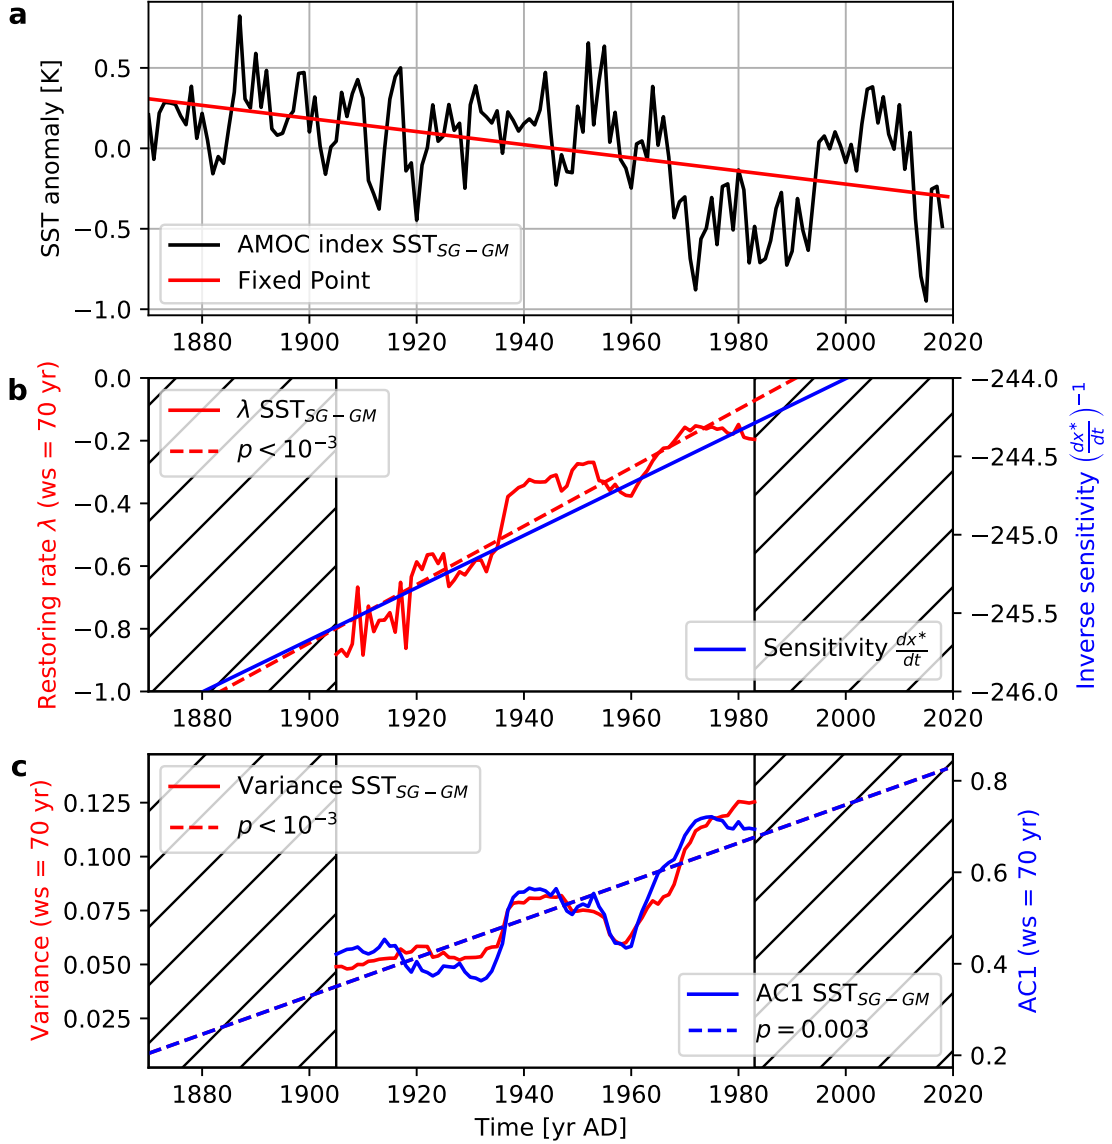 a
SST anomaly [K]
0.5
0.0
−0.5
−1.0
AMOC index SST_{SG−GM}
Fixed Point
1880 1900 1920 1940 1960 1980 2000 2020
b
Restoring rate λ (ws = 70 yr)
0.0
−0.2
−0.4
−0.6
−0.8
−1.0
λ SST_{SG−GM}
p < 10^{−3}
Sensitivity \frac{dx*}{dt}
−244.0
−244.5
−245.0
−245.5
−246.0
Inverse sensitivity (\frac{dx*}{dt})^{−1}
1880 1900 1920 1940 1960 1980 2000 2020
c
Variance (ws = 70 yr)
0.125
0.100
0.075
0.050
0.025
Variance SST_{SG−GM}
p < 10^{−3}
AC1 SST_{SG−GM}
p = 0.003
0.8
0.6
0.4
0.2
AC1 (ws = 70 yr)
1880 1900 1920 1940 1960 1980 2000 2020
Time [yr AD]